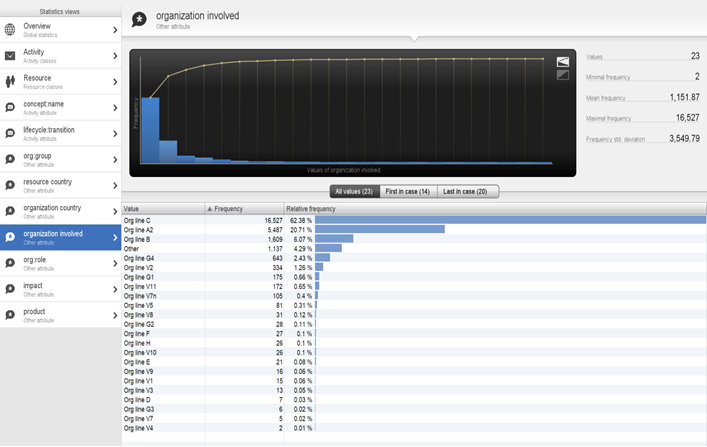 Statistics views
Overview
Global statistics
Activity
Activity classes
Resource
Resource classes
concept:name
Activity attribute
lifecycle:transition
Activity attribute
org:group
Other attribute
resource country
Other attribute
organization country
Other attribute
organization involved
Other attribute
org:role
Other attribute
impact
Other attribute
product
Other attribute
organization involved
Other attribute
Frequency
Values of organization involved
Values 23
Minimal frequency 2
Mean frequency 1,151.87
Maximal frequency 16,527
Frequency std. deviation 3,549.79
All values (23) First in case (14) Last in case (20)
Value Frequency Relative frequency
Org line C 16,527 62.38 %
Org line A2 5,487 20.71 %
Org line B 1,609 6.07 %
Other 1,137 4.29 %
Org line G4 643 2.43 %
Org line V2 334 1.26 %
Org line G1 175 0.66 %
Org line V11 172 0.65 %
Org line V7n 105 0.4 %
Org line V5 81 0.31 %
Org line V8 31 0.12 %
Org line G2 28 0.11 %
Org line F 27 0.1 %
Org line H 26 0.1 %
Org line V10 26 0.1 %
Org line E 21 0.08 %
Org line V9 16 0.06 %
Org line V1 15 0.06 %
Org line V3 13 0.05 %
Org line D 7 0.03 %
Org line G3 6 0.02 %
Org line V7 5 0.02 %
Org line V4 2 0.01 %